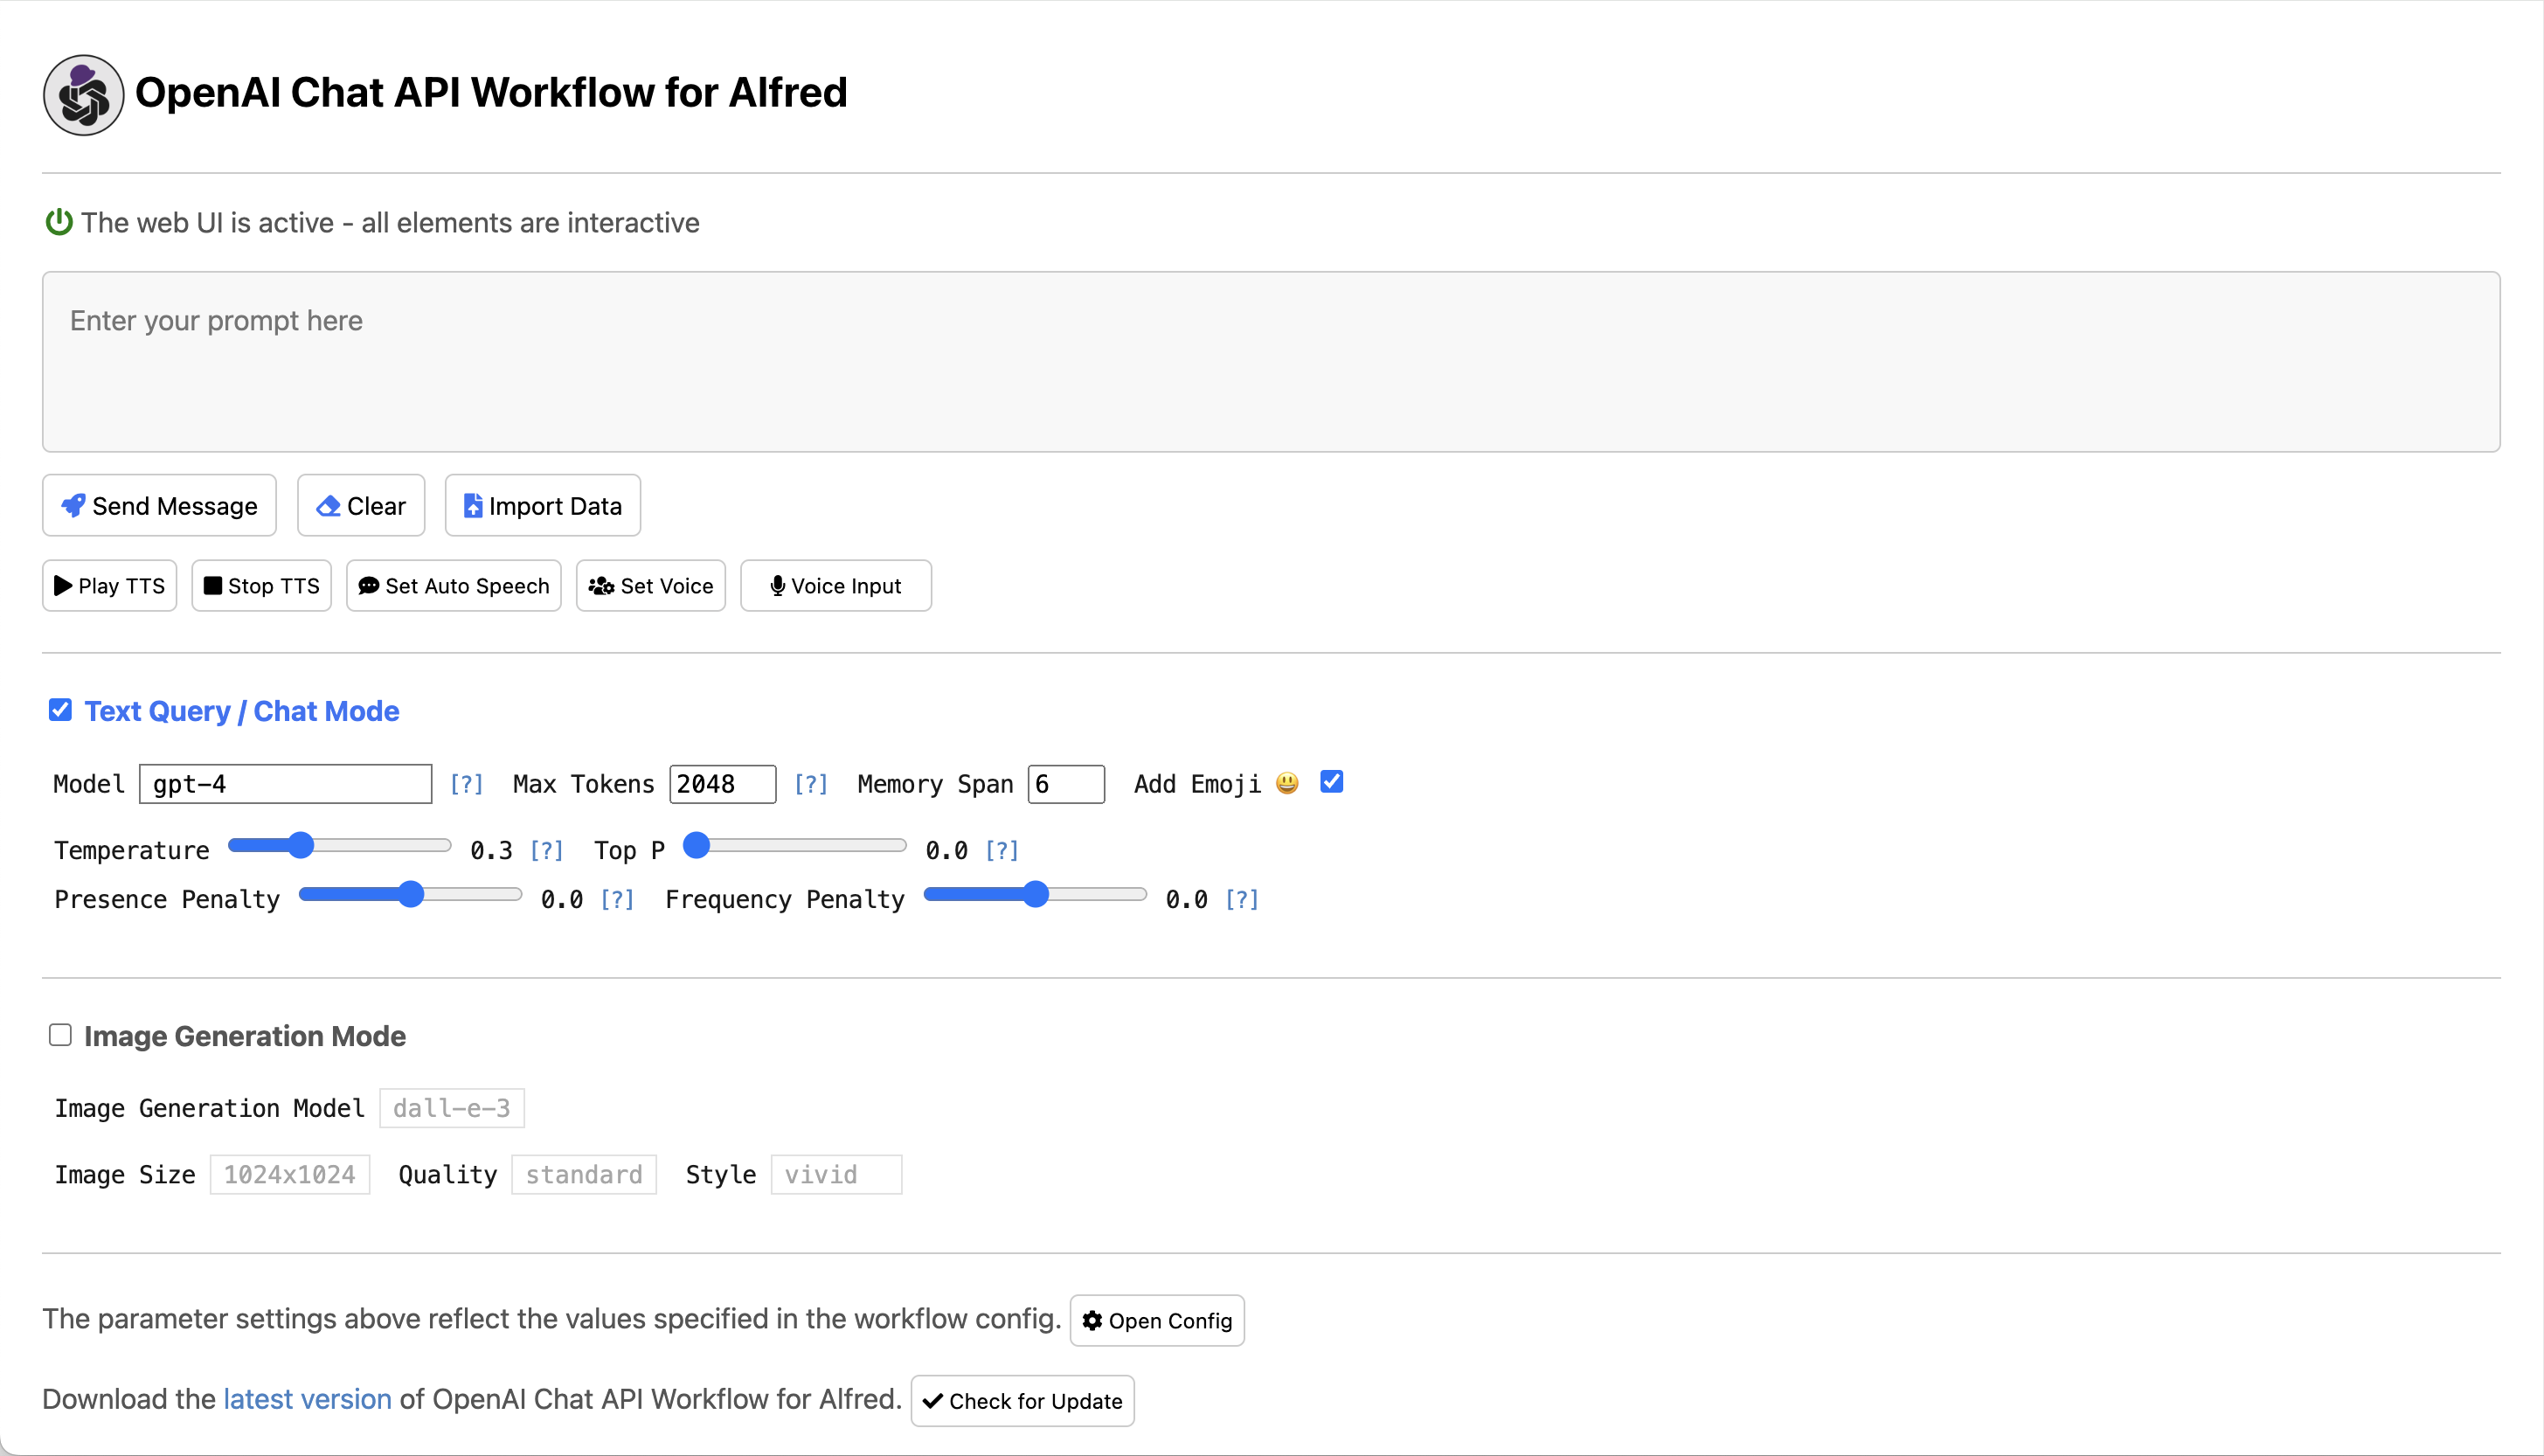 OpenAI Chat API Workflow for Alfred
The web UI is active - all elements are interactive
Enter your prompt here
Send Message Clear Import Data
Play TTS Stop TTS Set Auto Speech Set Voice Voice Input
Text Query / Chat Mode
Model gpt-4 [?] Max Tokens 2048 [?] Memory Span 6 Add Emoji 😃
Temperature 0.3 [?] Top P 0.0 [?]
Presence Penalty 0.0 [?] Frequency Penalty 0.0 [?]
Image Generation Mode
Image Generation Model dall-e-3
Image Size 1024x1024 Quality standard Style vivid
The parameter settings above reflect the values specified in the workflow config. Open Config
Download the latest version of OpenAI Chat API Workflow for Alfred. Check for Update